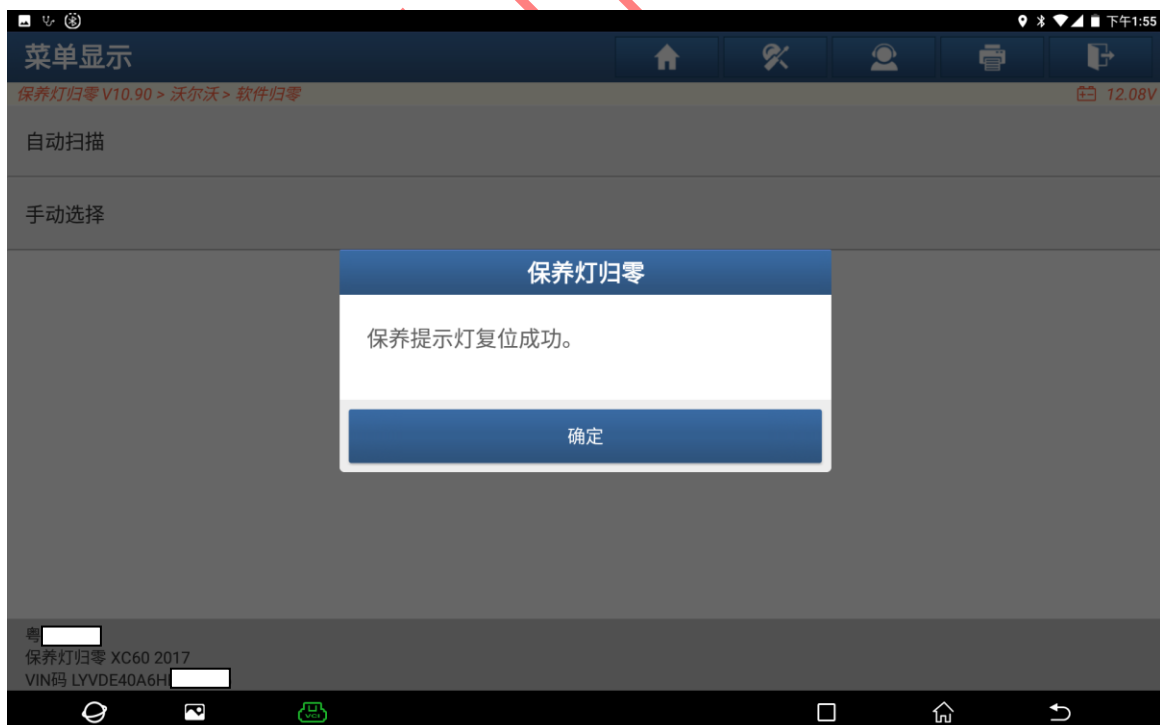 下午1:55
菜单显示
保养灯归零 V10.90 > 沃尔沃 > 软件归零
12.08V
自动扫描
手动选择
保养灯归零
保养提示灯复位成功。
确定
粤
保养灯归零 XC60 2017
VIN码 LYVDE40A6H
VCI